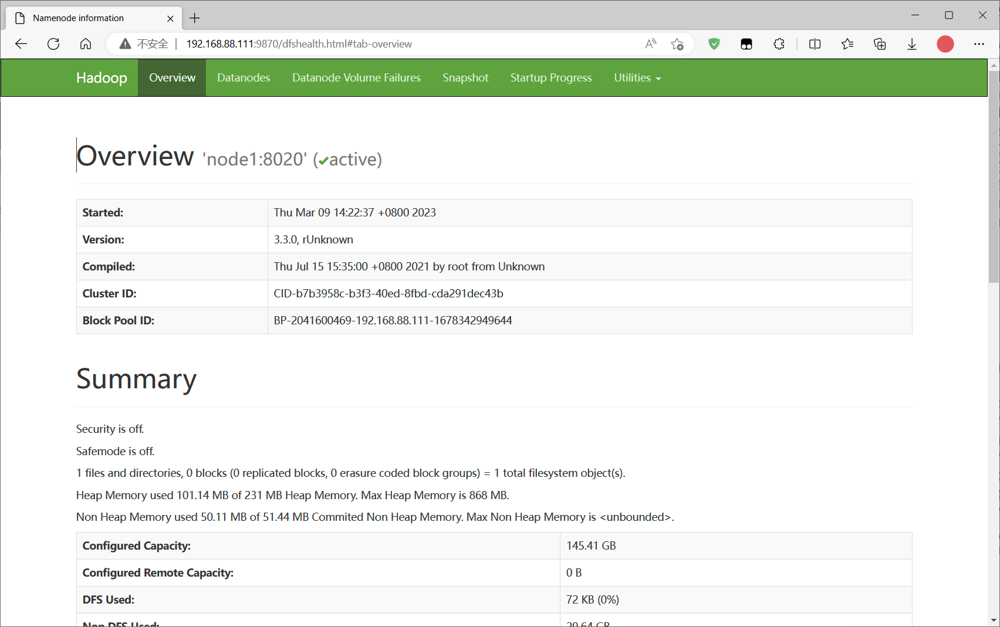 Namenode information
不安全 | 192.168.88.111:9870/dfshealth.html#tab-overview
Hadoop Overview Datanodes Datanode Volume Failures Snapshot Startup Progress Utilities
Overview 'node1:8020' (✔active)
Started: Thu Mar 09 14:22:37 +0800 2023
Version: 3.3.0, rUnknown
Compiled: Thu Jul 15 15:35:00 +0800 2021 by root from Unknown
Cluster ID: CID-b7b3958c-b3f3-40ed-8fbd-cda291dec43b
Block Pool ID: BP-2041600469-192.168.88.111-1678342949644
Summary
Security is off.
Safemode is off.
1 files and directories, 0 blocks (0 replicated blocks, 0 erasure coded block groups) = 1 total filesystem object(s).
Heap Memory used 101.14 MB of 231 MB Heap Memory. Max Heap Memory is 868 MB.
Non Heap Memory used 50.11 MB of 51.44 MB Commited Non Heap Memory. Max Non Heap Memory is <unbounded>.
Configured Capacity: 145.41 GB
Configured Remote Capacity: 0 B
DFS Used: 72 KB (0%)
Non DFS Used: 29.64 GB